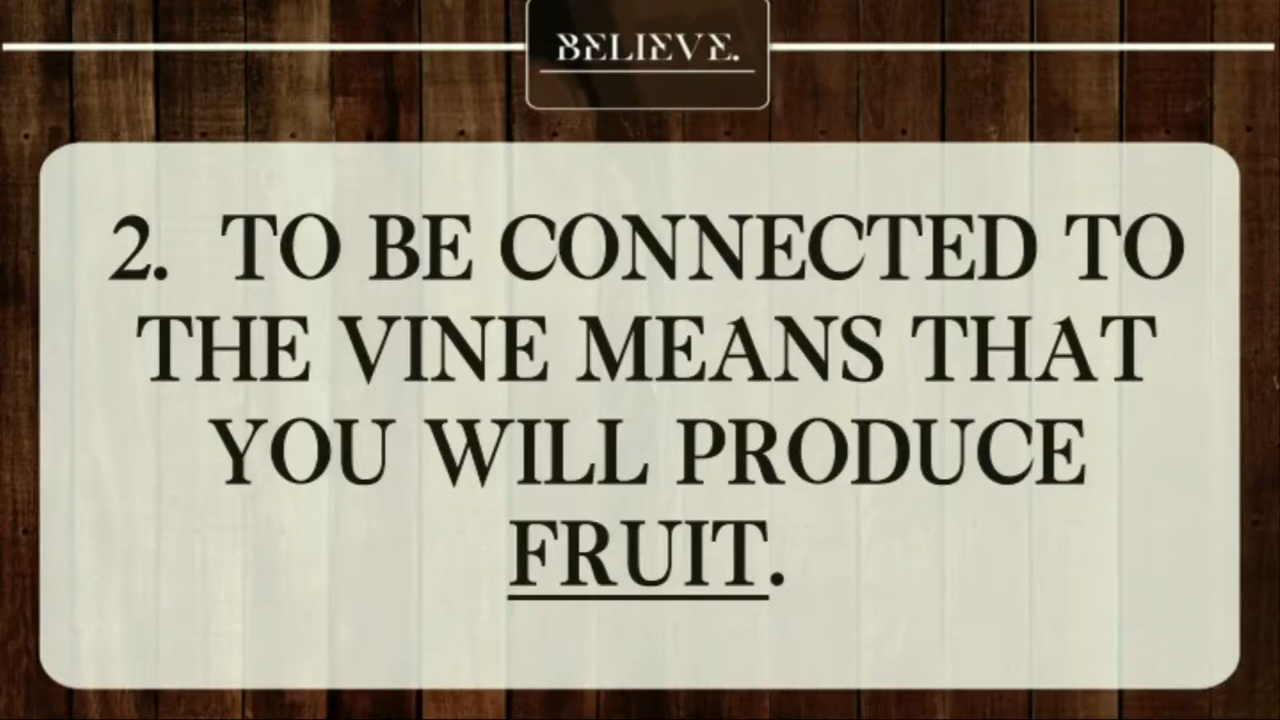 BELIEVE.
2. TO BE CONNECTED TO
THE VINE MEANS THAT
YOU WILL PRODUCE
FRUIT.